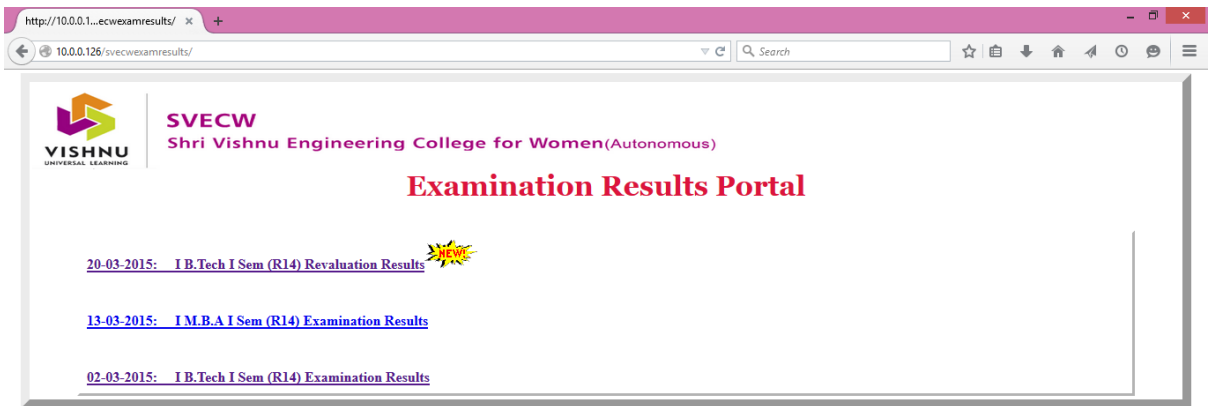 http://10.0.0.1...ecwexamresults/ × +
10.0.0.126/svecwexamresults/ Search
SVECW
Shri Vishnu Engineering College for Women(Autonomous)
VISHNU
UNIVERSAL LEARNING
Examination Results Portal
20-03-2015: I B.Tech I Sem (R14) Revaluation Results NEW!
13-03-2015: I M.B.A I Sem (R14) Examination Results
02-03-2015: I B.Tech I Sem (R14) Examination Results